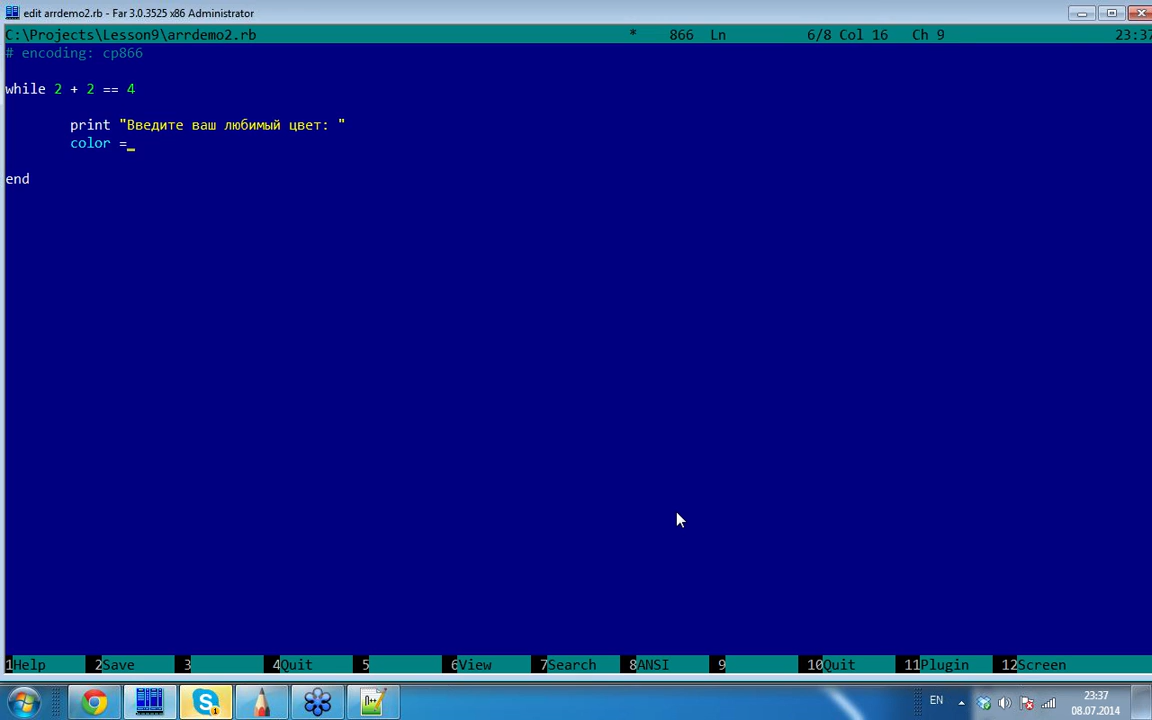 edit arrdemo2.rb - Far 3.0.3525 x86 Administrator
C:\Projects\Lesson9\arrdemo2.rb * 866 Ln 6/8 Col 16 Ch 9 23:37
# encoding: cp866
while 2 + 2 == 4
print "Введите ваш любимый цвет: "
color =_
end
1Help 2Save 3 4Quit 5 6View 7Search 8ANSI 9 10Quit 11Plugin 12Screen
EN 23:37
08.07.2014